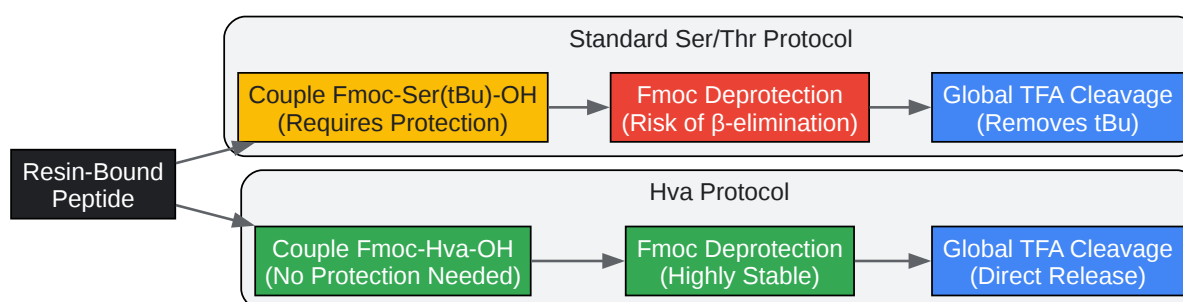 Standard Ser/Thr Protocol
Couple Fmoc-Ser(tBu)-OH
(Requires Protection)
Fmoc Deprotection
(Risk of β-elimination)
Global TFA Cleavage
(Removes tBu)
Resin-Bound
Peptide
Hva Protocol
Couple Fmoc-Hva-OH
(No Protection Needed)
Fmoc Deprotection
(Highly Stable)
Global TFA Cleavage
(Direct Release)